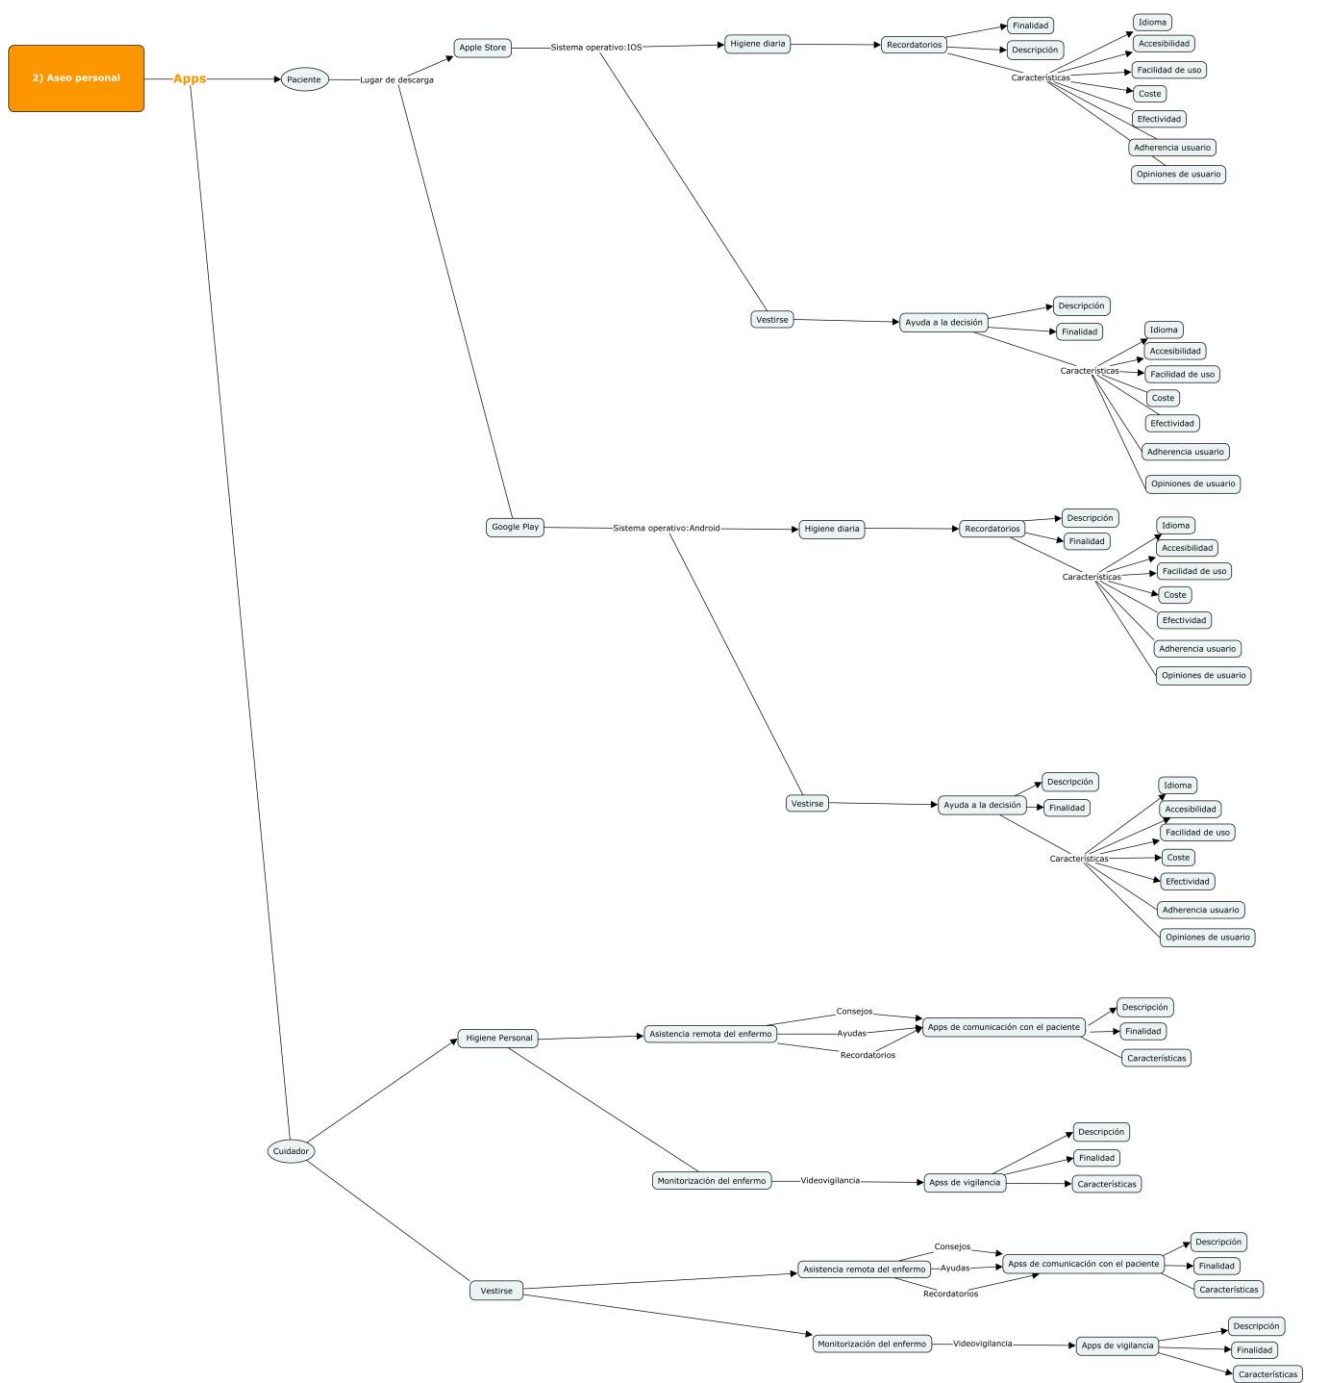 2) Aseo personal
Apps
Paciente
Lugar de descarga
Apple Store
Sistema operativo:IOS
Higiene diaria
Recordatorios
Finalidad
Descripción
Características
Idioma
Accesibilidad
Facilidad de uso
Coste
Efectividad
Adherencia usuario
Opiniones de usuario
Vestirse
Ayuda a la decisión
Descripción
Finalidad
Características
Idioma
Accesibilidad
Facilidad de uso
Coste
Efectividad
Adherencia usuario
Opiniones de usuario
Google Play
Sistema operativo:Android
Higiene diaria
Recordatorios
Descripción
Finalidad
Características
Idioma
Accesibilidad
Facilidad de uso
Coste
Efectividad
Adherencia usuario
Opiniones de usuario
Vestirse
Ayuda a la decisión
Descripción
Finalidad
Características
Idioma
Accesibilidad
Facilidad de uso
Coste
Efectividad
Adherencia usuario
Opiniones de usuario
Cuidador
Higiene Personal
Asistencia remota del enfermo
Consejos
Ayudas
Recordatorios
Apps de comunicación con el paciente
Descripción
Finalidad
Características
Monitorización del enfermo
Videovigilancia
Apss de vigilancia
Descripción
Finalidad
Características
Vestirse
Asistencia remota del enfermo
Consejos
Ayudas
Recordatorios
Apss de comunicación con el paciente
Descripción
Finalidad
Características
Monitorización del enfermo
Videovigilancia
Apps de vigilancia
Descripción
Finalidad
Características